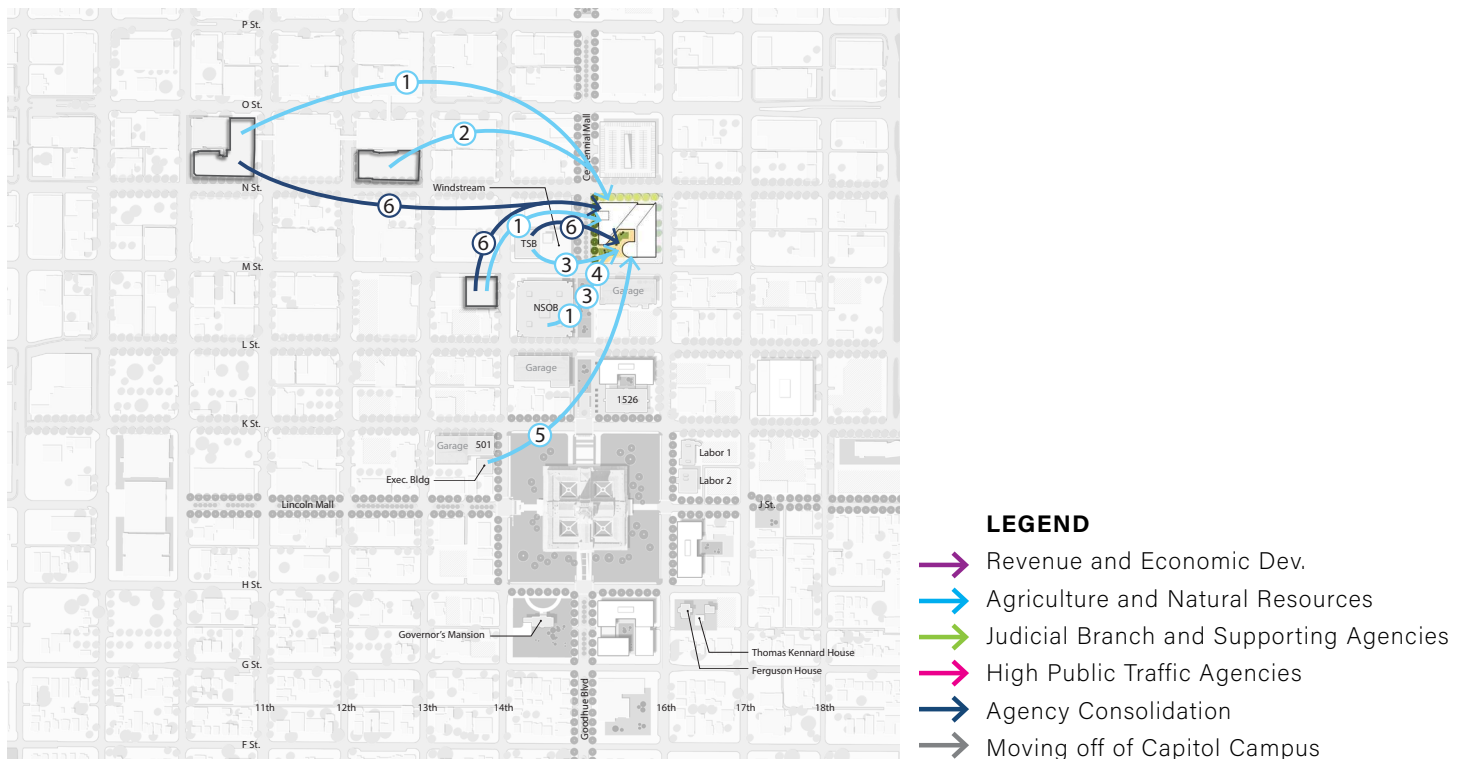 P St.
1
O St.
2
Centennial Mall
N St.
Windstream
6
1
6
6
TSB
3
4
M St.
3
Garage
NSOB
1
L St.
Garage
1526
K St.
5
Garage 501
Labor 1
Exec. Bldg
Labor 2
Lincoln Mall
J St.
H St.
Governor's Mansion
Thomas Kennard House
G St.
Ferguson House
Goodhue Blvd
11th 12th 13th 14th 16th 17th 18th
F St.
LEGEND
Revenue and Economic Dev.
Agriculture and Natural Resources
Judicial Branch and Supporting Agencies
High Public Traffic Agencies
Agency Consolidation
Moving off of Capitol Campus